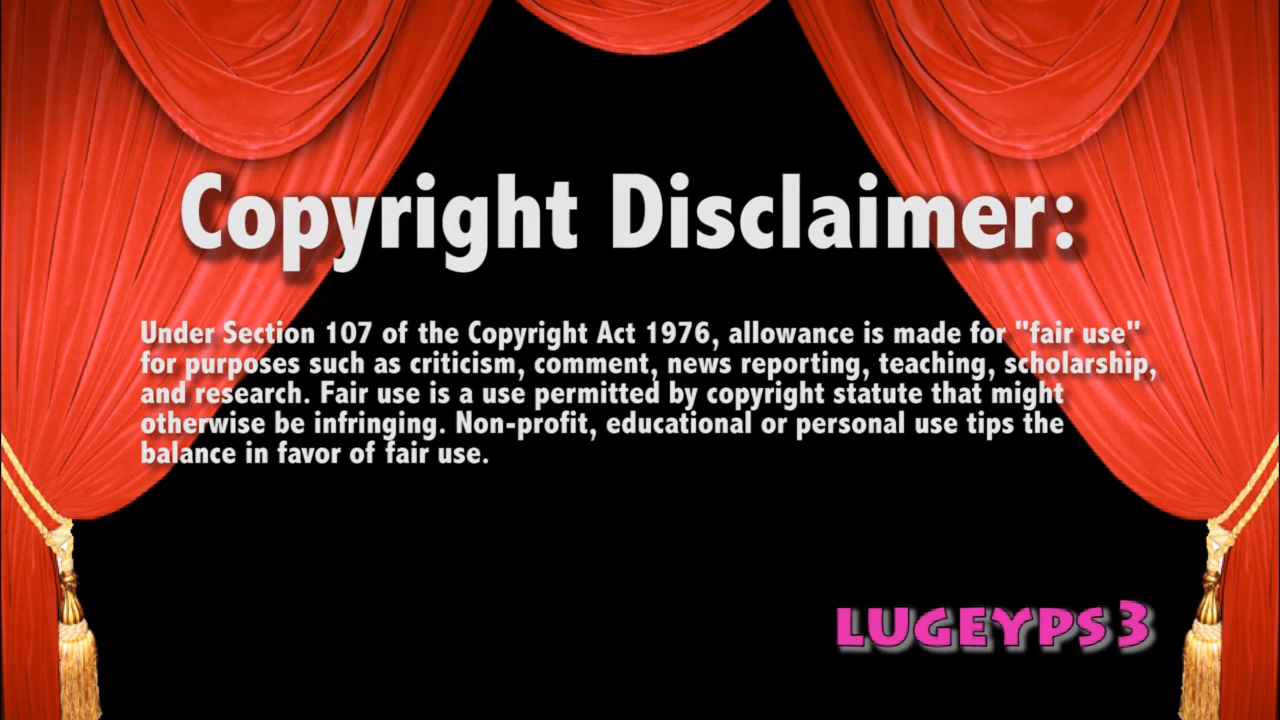 Copyright Disclaimer:
Under Section 107 of the Copyright Act 1976, allowance is made for "fair use"
for purposes such as criticism, comment, news reporting, teaching, scholarship,
and research. Fair use is a use permitted by copyright statute that might
otherwise be infringing. Non-profit, educational or personal use tips the
balance in favor of fair use.
LUGEYPS3